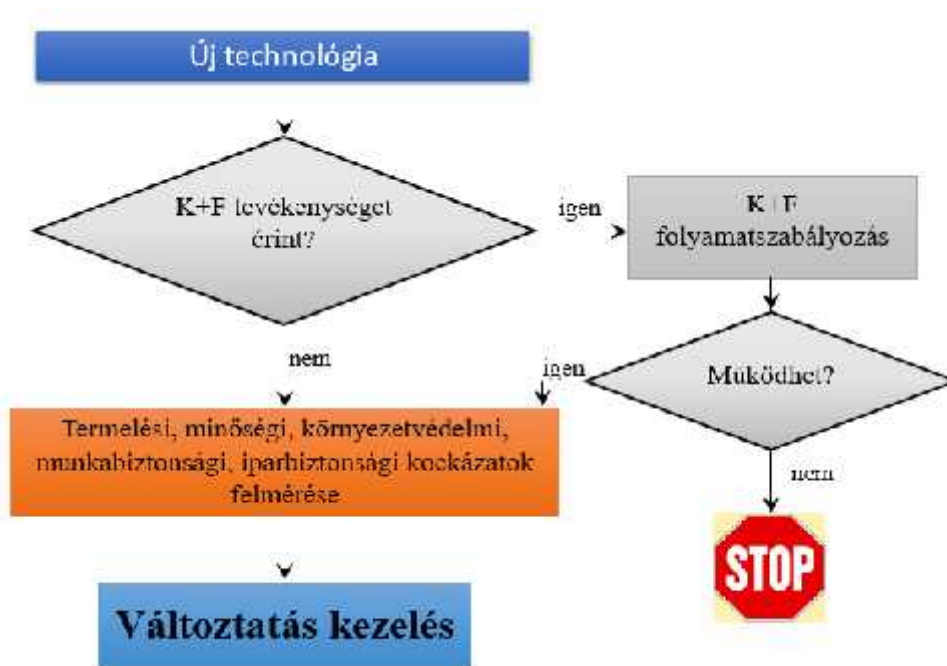 Új technológia
K+F tevékenységet
érint?
igen
K+F
folyamatszabályozás
nem
igen
Működhet?
Termelési, minőségi, környezetvédelmi,
munkabiztonsági, iparbiztonsági kockázatok
felmérése
nem
STOP
Változtatás kezelés